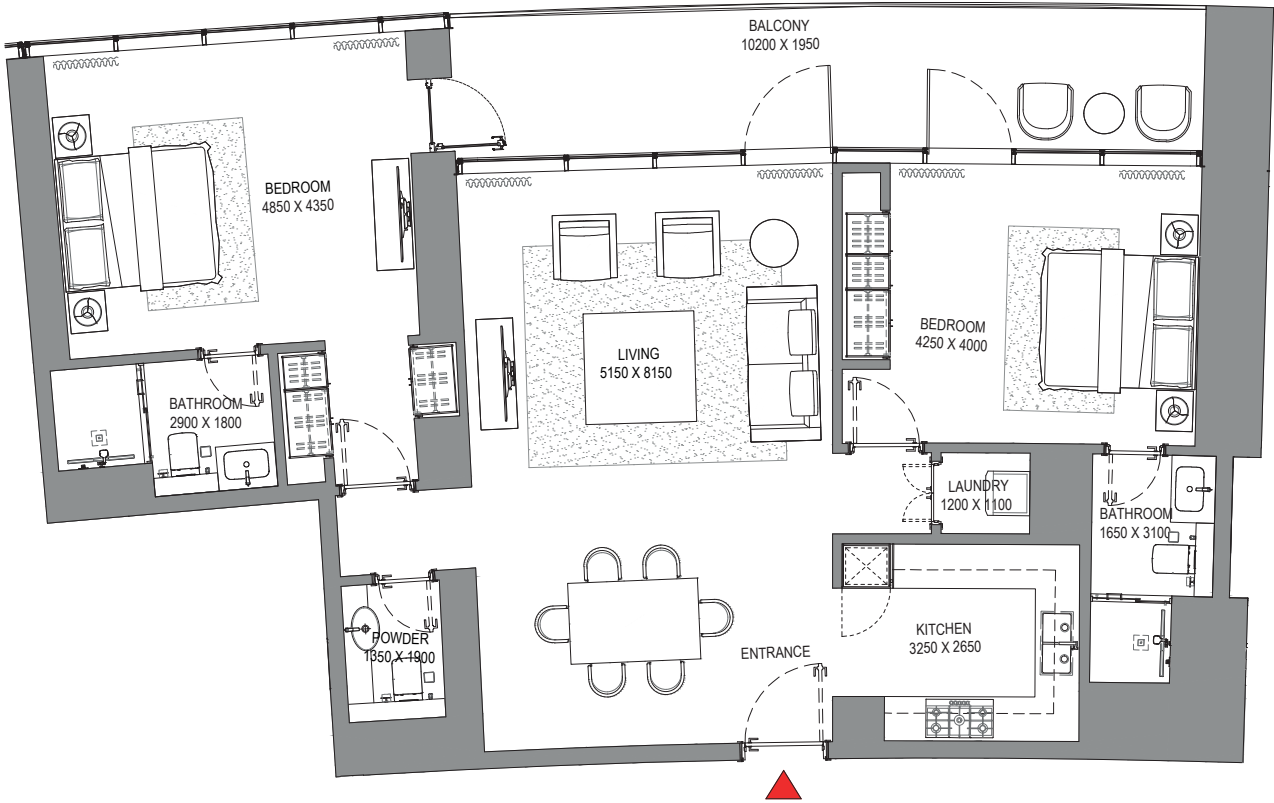 BALCONY
10200 X 1950
BEDROOM
4850 X 4350
BEDROOM
4250 X 4000
LIVING
5150 X 8150
BATHROOM
2900 X 1800
LAUNDRY
1200 X 1100
BATHROOM
1650 X 3100
POWDER
1350 X 1900
KITCHEN
3250 X 2650
ENTRANCE